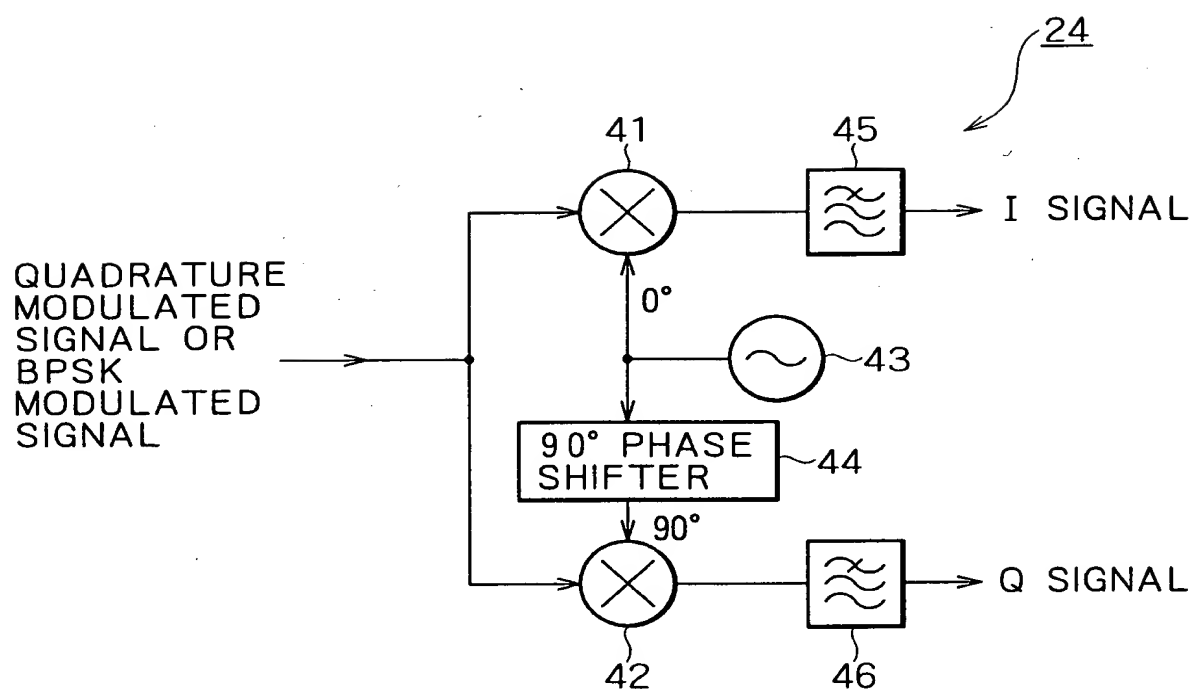 24
41
45
I SIGNAL
QUADRATURE
MODULATED
SIGNAL OR
BPSK
MODULATED
SIGNAL
0°
43
90° PHASE
SHIFTER
44
90°
Q SIGNAL
42
46